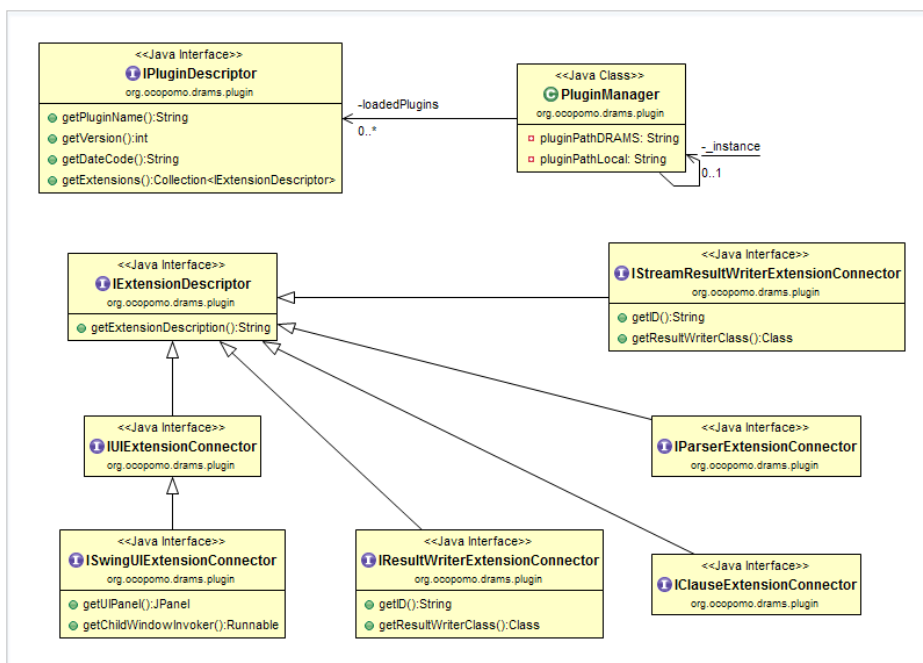 <<Java Interface>>
IPluginDescriptor
org.ocopomo.drams.plugin
getPluginName():String
getVersion():int
getDateCode():String
getExtensions():Collection<IExtensionDescriptor>
-loadedPlugins
0..*
<<Java Class>>
PluginManager
org.ocopomo.drams.plugin
pluginPathDRAMS: String
pluginPathLocal: String
-_instance
0..1
<<Java Interface>>
IExtensionDescriptor
org.ocopomo.drams.plugin
getExtensionDescription():String
<<Java Interface>>
IStreamResultWriterExtensionConnector
org.ocopomo.drams.plugin
getID():String
getResultWriterClass():Class
<<Java Interface>>
IUIExtensionConnector
org.ocopomo.drams.plugin
<<Java Interface>>
IParserExtensionConnector
org.ocopomo.drams.plugin
<<Java Interface>>
ISwingUIExtensionConnector
org.ocopomo.drams.plugin
getUIPanel():JPanel
getChildWindowInvoker():Runnable
<<Java Interface>>
IResultWriterExtensionConnector
org.ocopomo.drams.plugin
getID():String
getResultWriterClass():Class
<<Java Interface>>
IClauseExtensionConnector
org.ocopomo.drams.plugin